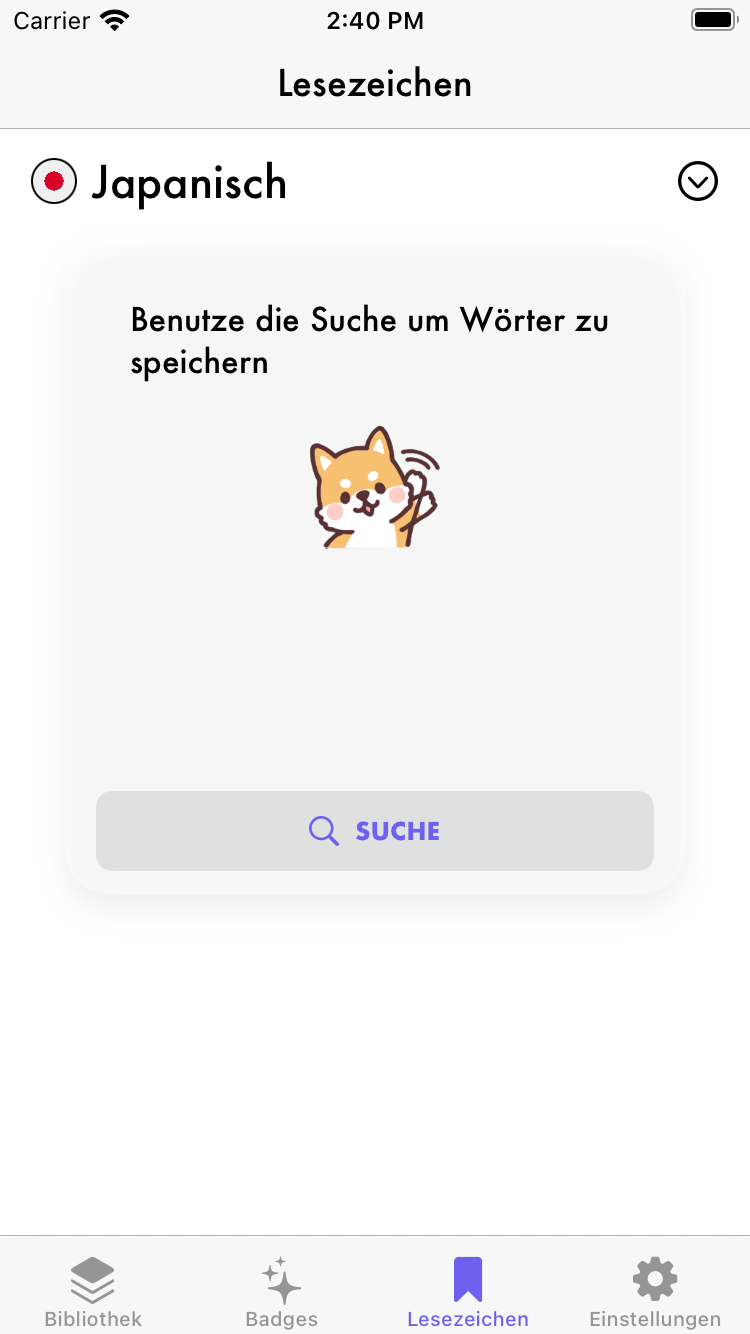 Carrier 2:40 PM
Lesezeichen
Japanisch
Benutze die Suche um Wörter zu
speichern
SUCHE
Bibliothek Badges Lesezeichen Einstellungen